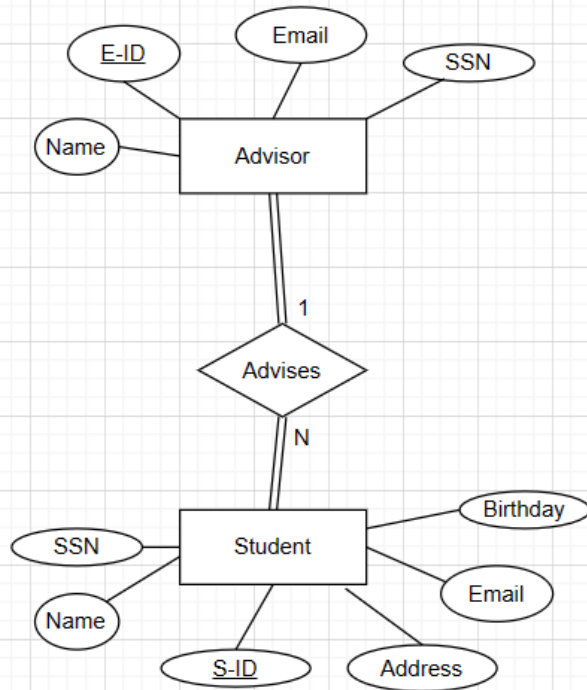 E-ID
Email
SSN
Name
Advisor
1
Advises
N
Birthday
SSN
Student
Email
Name
S-ID
Address